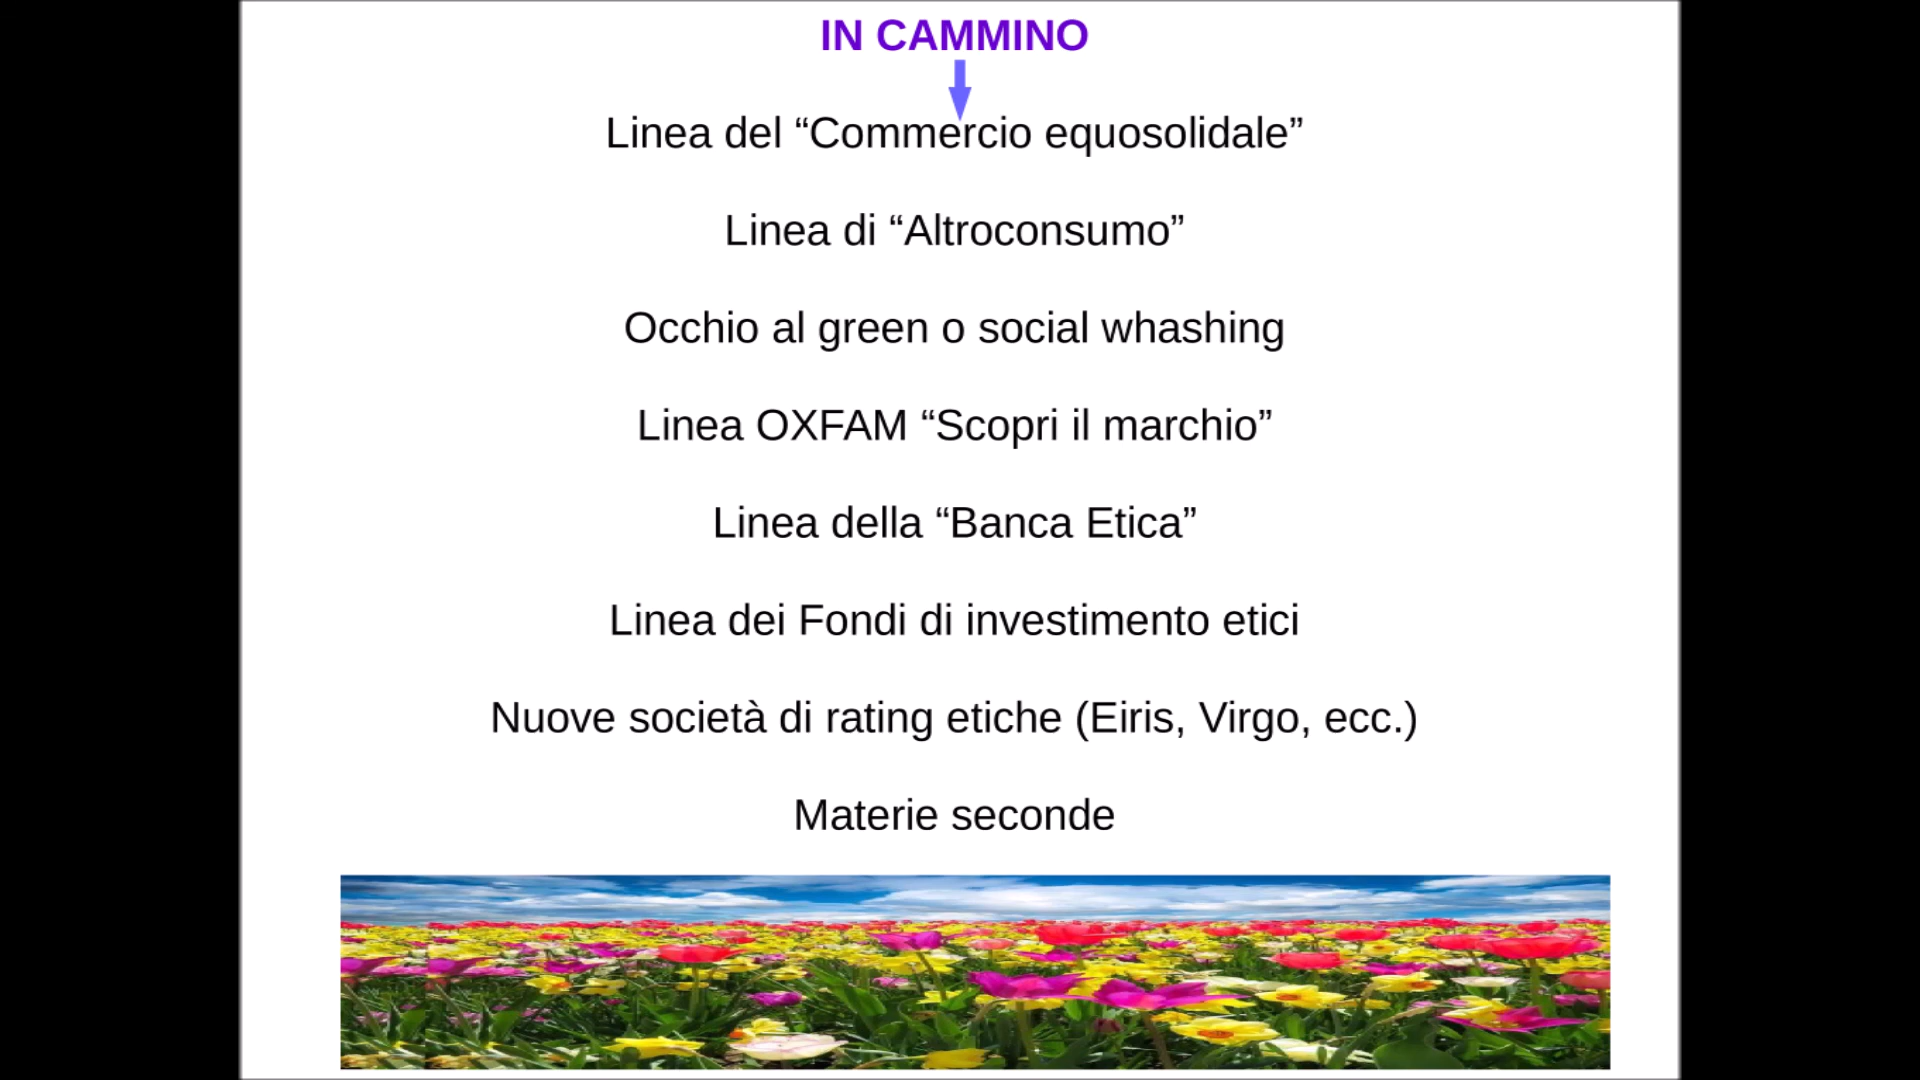 IN CAMMINO
Linea del “Commercio equosolidale”
Linea di “Altroconsumo”
Occhio al green o social whashing
Linea OXFAM “Scopri il marchio”
Linea della “Banca Etica”
Linea dei Fondi di investimento etici
Nuove società di rating etiche (Eiris, Virgo, ecc.)
Materie seconde